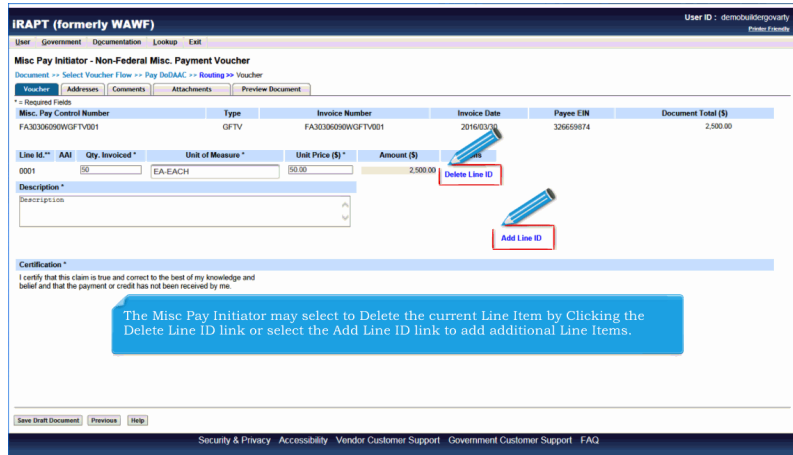 iRAPT (formerly WAWF)
User ID : demobuildergovarty
Printer Friendly
User Government Documentation Lookup Exit
Misc Pay Initiator - Non-Federal Misc. Payment Voucher
Document >> Select Voucher Flow >> Pay DoDAAC >> Routing >> Voucher
Voucher Addresses Comments Attachments Preview Document
* = Required Fields
Misc. Pay Control Number Type Invoice Number Invoice Date Payee EIN Document Total ($)
FA30306090WGFTV001 GFTV FA30306090WGFTV001 2016/03/30 326659874 2,500.00
Line Id.** AAI Qty. Invoiced * Unit of Measure * Unit Price ($) * Amount ($)
0001 50 EA-EACH 50.00 2,500.00 Delete Line ID
Description *
Description
Add Line ID
Certification *
I certify that this claim is true and correct to the best of my knowledge and
belief and that the payment or credit has not been received by me.
The Misc Pay Initiator may select to Delete the current Line Item by Clicking the
Delete Line ID link or select the Add Line ID link to add additional Line Items.
Save Draft Document Previous Help
Security & Privacy Accessibility Vendor Customer Support Government Customer Support FAQ